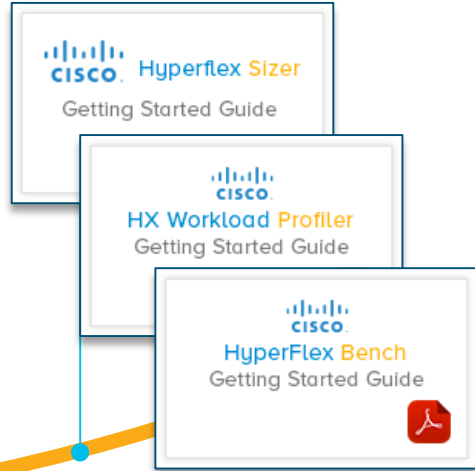 CISCO. Hyperflex Sizer
Getting Started Guide
CISCO.
HX Workload Profiler
Getting Started Guide
CISCO.
HyperFlex Bench
Getting Started Guide